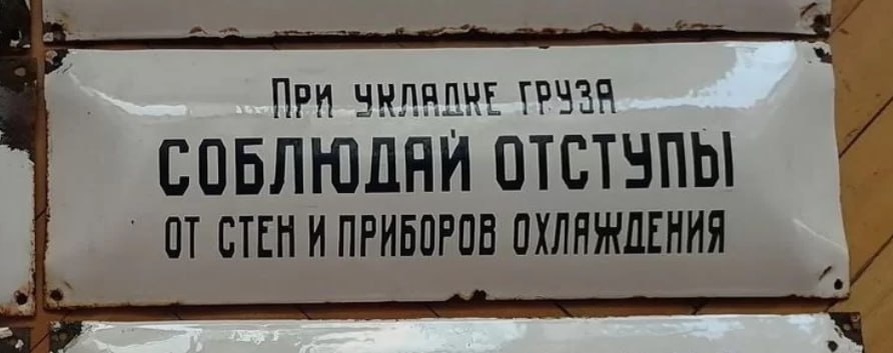 При укладке груза
СОБЛЮДАЙ ОТСТУПЫ
ОТ СТЕН И ПРИБОРОВ ОХЛАЖДЕНИЯ